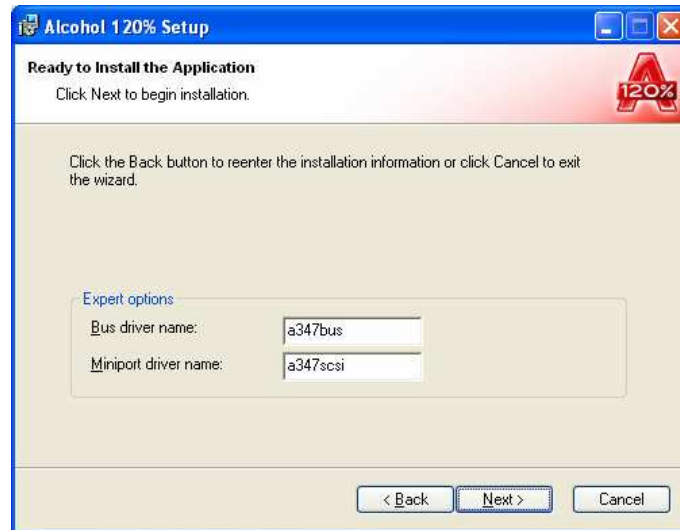 Alcohol 120% Setup
Ready to Install the Application
Click Next to begin installation.
A
120%
Click the Back button to reenter the installation information or click Cancel to exit
the wizard.
Expert options
Bus driver name:
a347bus
Miniport driver name:
a347scsi
< Back
Next >
Cancel